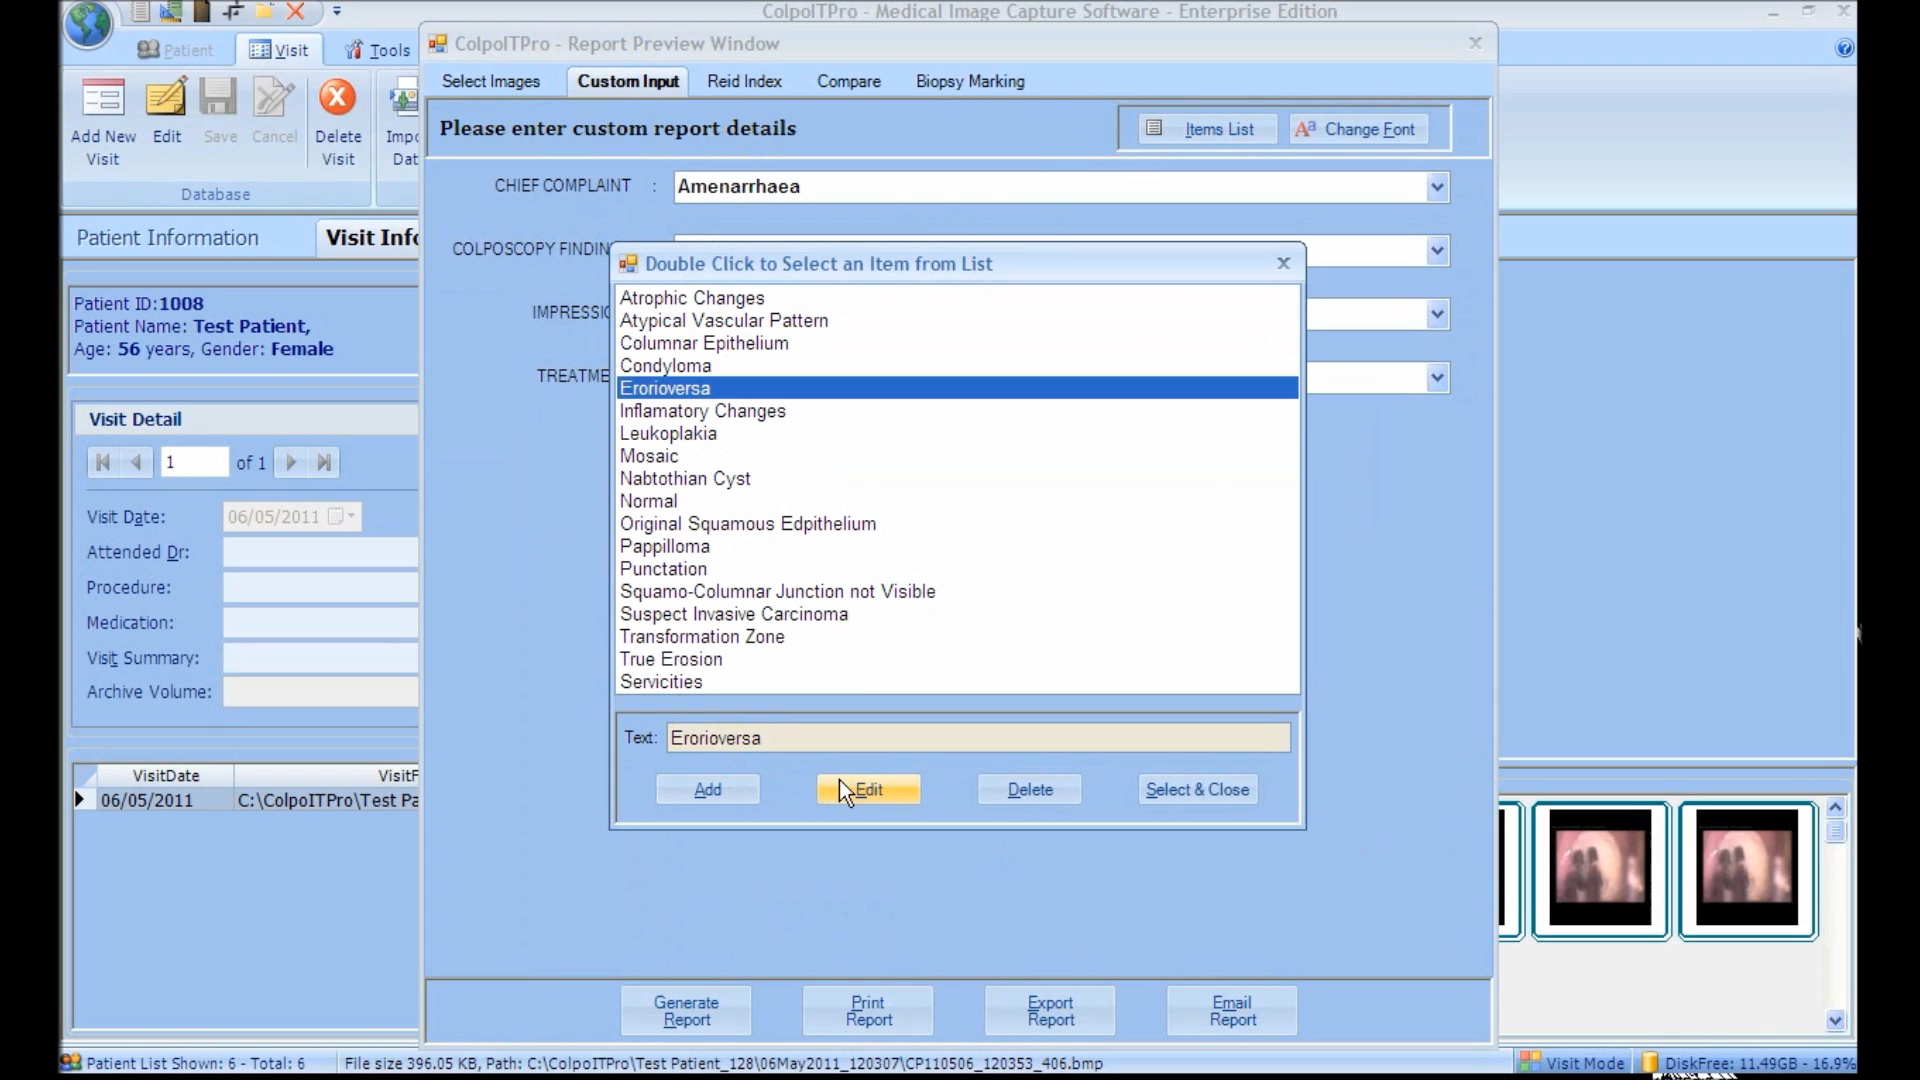 ColpoITPro - Medical Image Capture Software - Enterprise Edition
Patient
Visit
Tools
ColpoITPro - Report Preview Window
Select Images
Custom Input
Reid Index
Compare
Biopsy Marking
Add New
Visit
Edit
Save
Cancel
Delete
Visit
Database
Please enter custom report details
Items List
Change Font
CHIEF COMPLAINT :
Amenarrhaea
Patient Information
COLPOSCOPY
Double Click to Select an Item from List
Atrophic Changes
Atypical Vascular Pattern
Columnar Epithelium
Condyloma
Erorioversa
Inflamatory Changes
Leukoplakia
Mosaic
Nabtothian Cyst
Normal
Original Squamous Edpithelium
Pappilloma
Punctation
Squamo-Columnar Junction not Visible
Suspect Invasive Carcinoma
Transformation Zone
True Erosion
Servicities
Text:
Erorioversa
Add
Edit
Delete
Select & Close
Patient ID:1008
Patient Name: Test Patient,
Age: 56 years, Gender: Female
Visit Detail
1
of 1
Visit Date:
06/05/2011
Attended Dr:
Procedure:
Medication:
Visit Summary:
Archive Volume:
VisitDate
06/05/2011
C:\ColpoITPro\Test Pa
Generate
Report
Print
Report
Export
Report
Email
Report
Patient List Shown: 6 - Total: 6
File size 396.05 KB, Path: C:\ColpoITPro\Test Patient_128\06May2011_120307\CP110506_120353_406.bmp
Visit Mode
DiskFree: 11.49GB - 16.9%